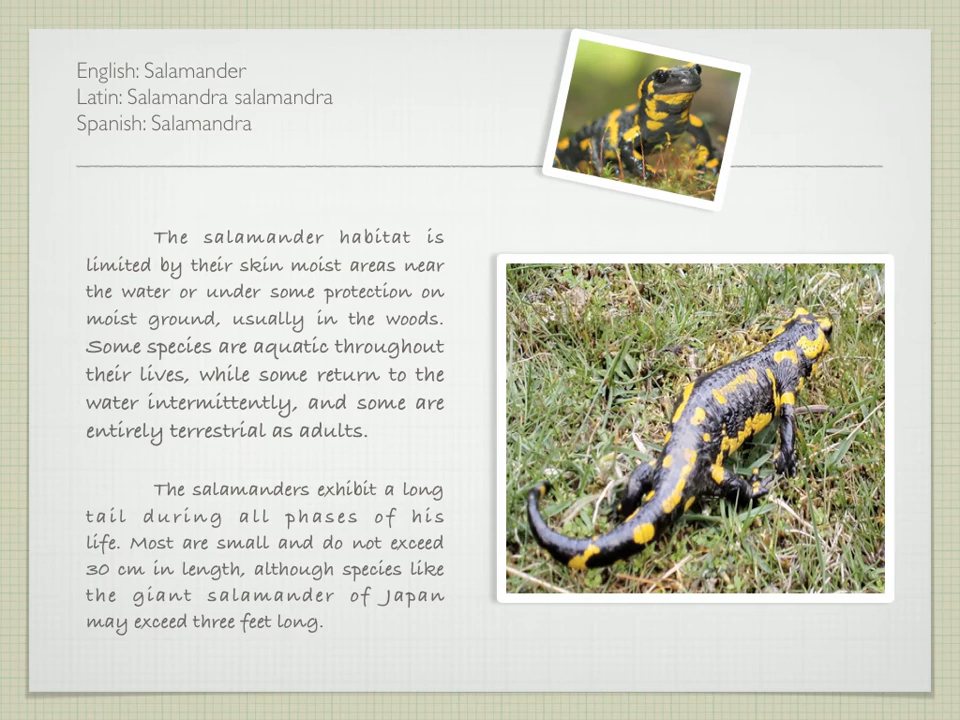 English: Salamander
Latin: Salamandra salamandra
Spanish: Salamandra
The salamander habitat is
limited by their skin moist areas near
the water or under some protection on
moist ground, usually in the woods.
Some species are aquatic throughout
their lives, while some return to the
water intermittently, and some are
entirely terrestrial as adults.
The salamanders exhibit a long
tail during all phases of his
life. Most are small and do not exceed
30 cm in length, although species like
the giant salamander of Japan
may exceed three feet long.